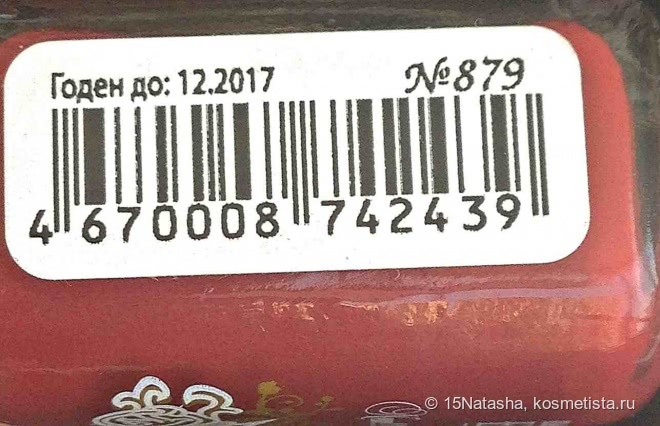 Годен до: 12.2017 №879
4 670008 742439
© 15Natasha, kosmetista.ru